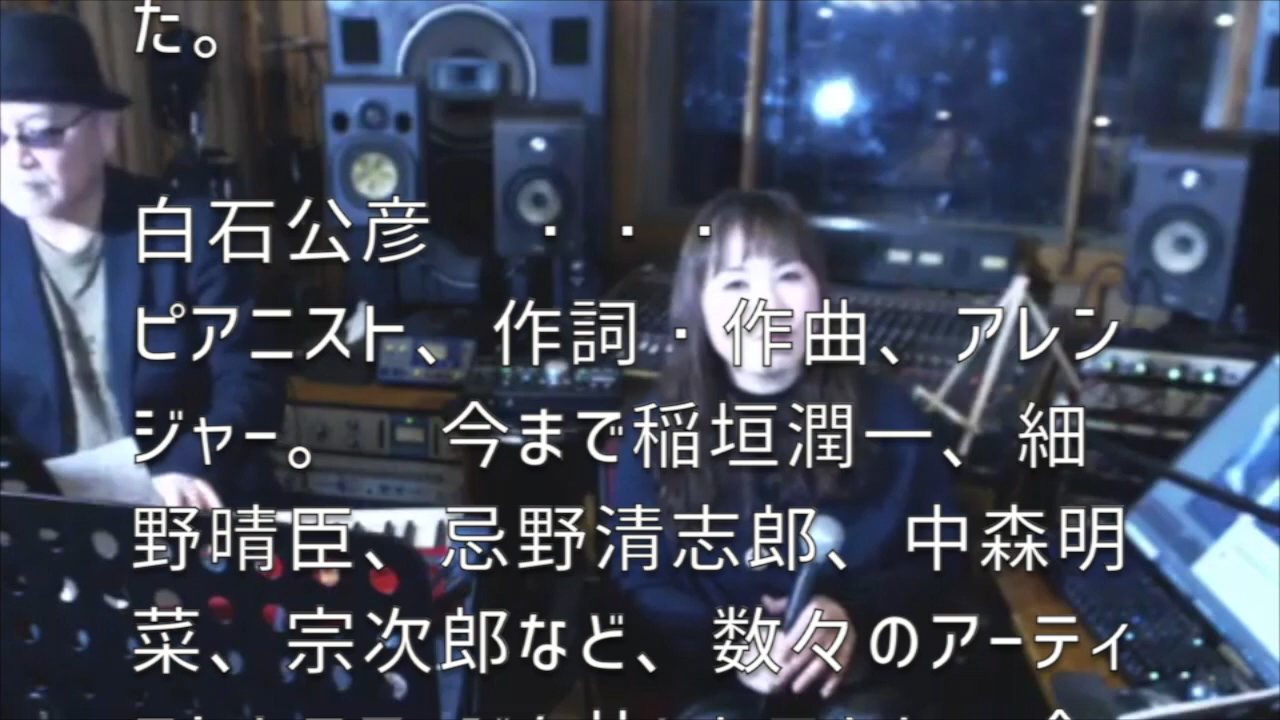 た。
白石公彦　・・・
ピアニスト、作詞・作曲、アレン
ジャー。　今まで稲垣潤一、細
野晴臣、忌野清志郎、中森明
菜、宗次郎など、数々のアーティ